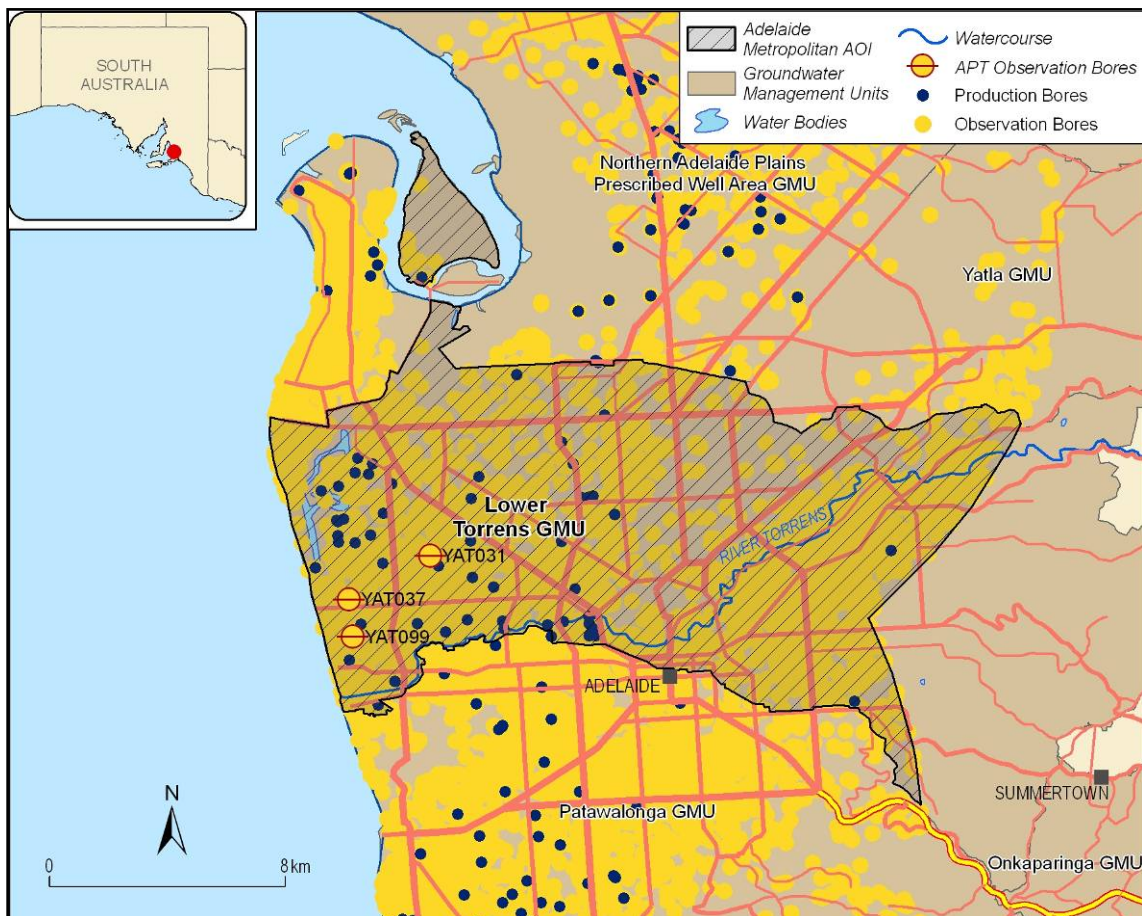 SOUTH
AUSTRALIA
Adelaide
Metropolitan AOI
Groundwater
Management Units
Water Bodies
Watercourse
APT Observation Bores
Production Bores
Observation Bores
Northern Adelaide Plains
Prescribed Well Area GMU
Yatla GMU
Lower
Torrens GMU
RIVER TORRENS
YAT031
YAT037
YAT099
ADELAIDE
SUMMERTOWN
Patawalonga GMU
Onkaparinga GMU
N
0 8km